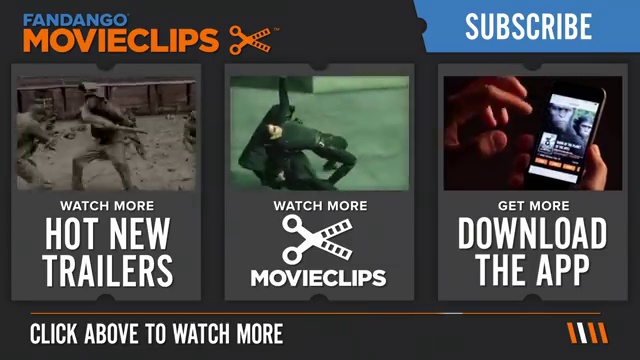 FANDANGO
MOVIECLIPS
SUBSCRIBE
WATCH MORE
HOT NEW
TRAILERS
WATCH MORE
MOVIECLIPS
GET MORE
DOWNLOAD
THE APP
CLICK ABOVE TO WATCH MORE